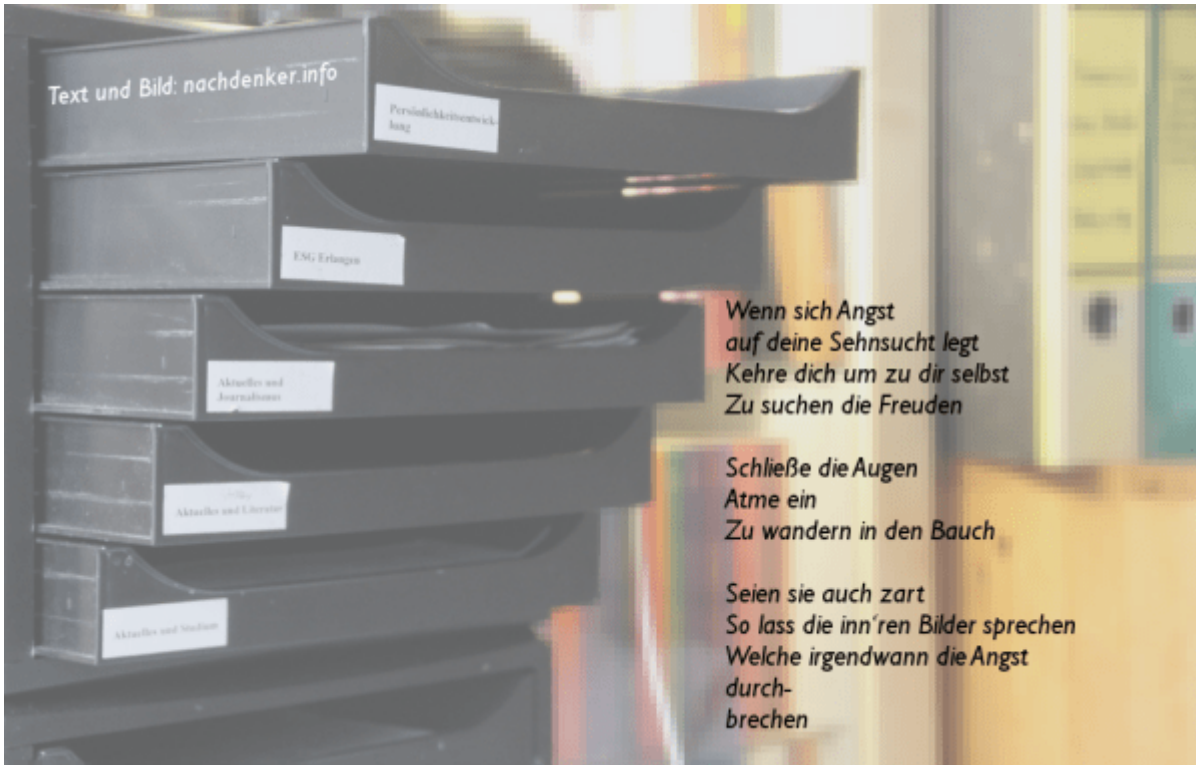 Text und Bild: nachdenker.info
Persönlichkeitsentwick-
lung
ESG Erlangen
Aktuelles und
Journalismus
Aktuelles und Literatur
Aktuelles und Studium
Wenn sich Angst
auf deine Sehnsucht legt
Kehre dich um zu dir selbst
Zu suchen die Freuden
Schließe die Augen
Atme ein
Zu wandern in den Bauch
Seien sie auch zart
So lass die inn‘ren Bilder sprechen
Welche irgendwann die Angst
durch-
brechen